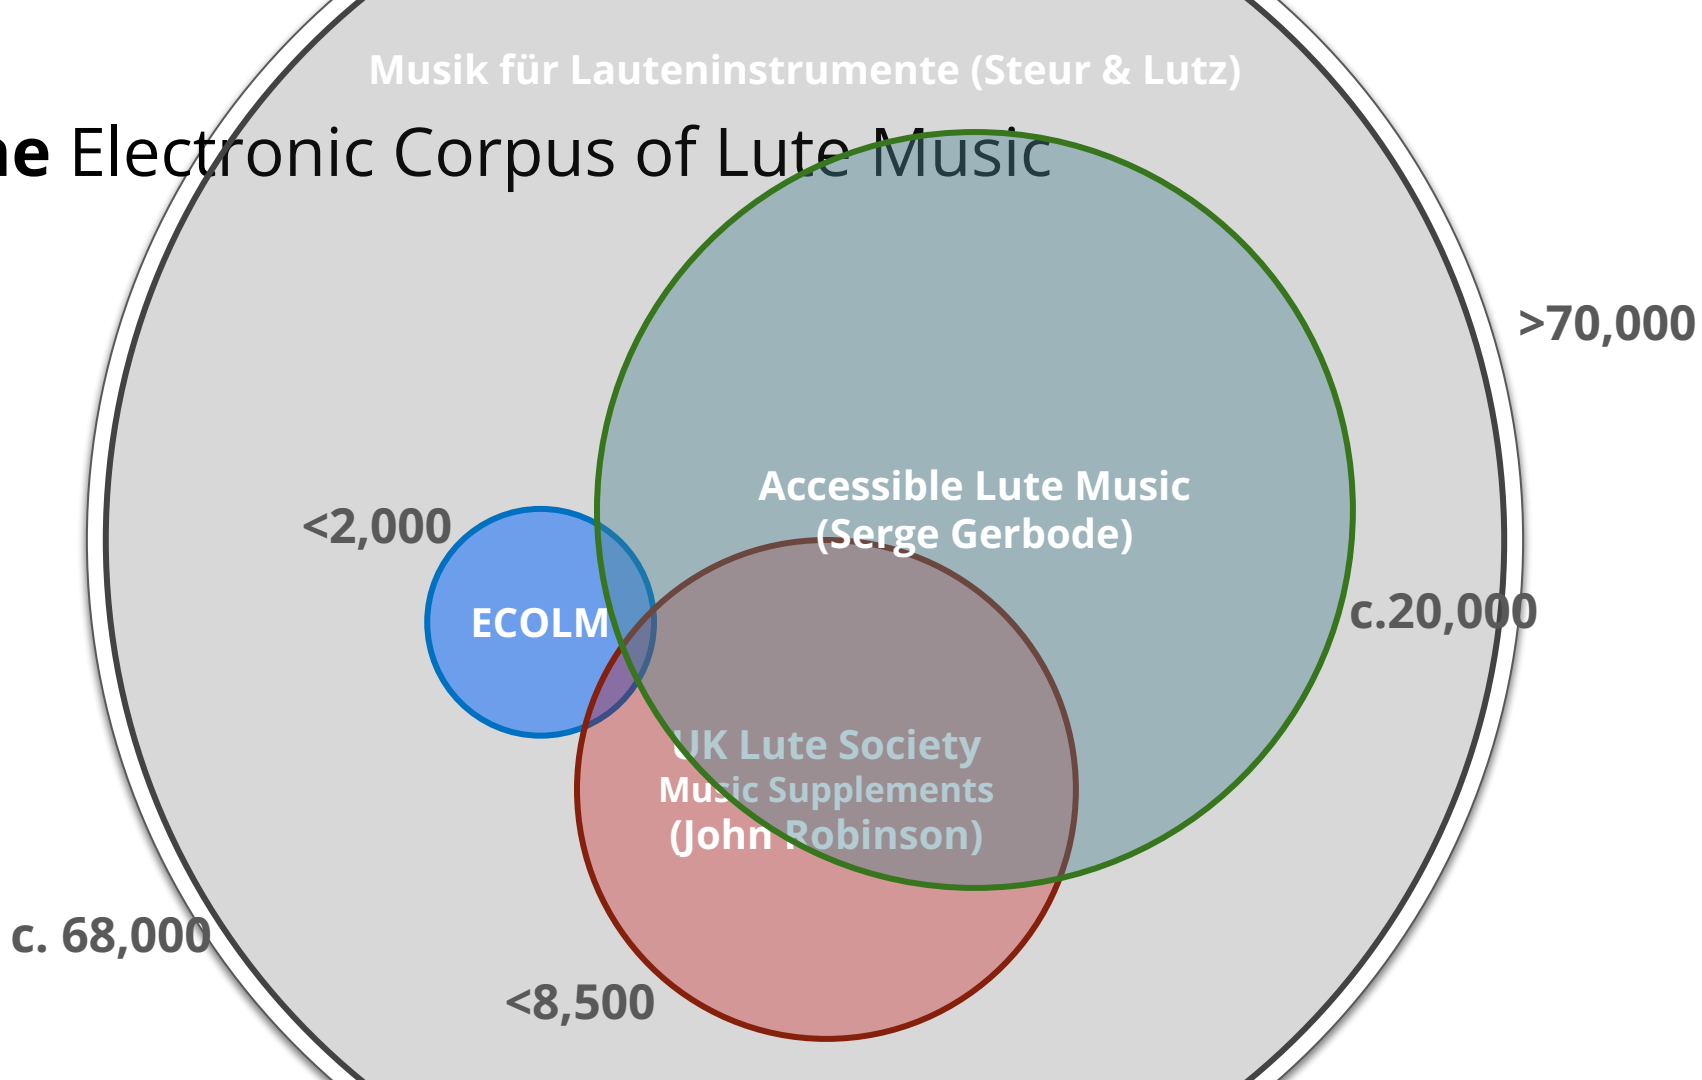 Musik für Lauteninstrumente (Steur & Lutz)
Electronic Corpus of Lute Music
>70,000
Accessible Lute Music
(Serge Gerbode)
<2,000
c.20,000
ECOLM
UK Lute Society
Music Supplements
(John Robinson)
c. 68,000
<8,500